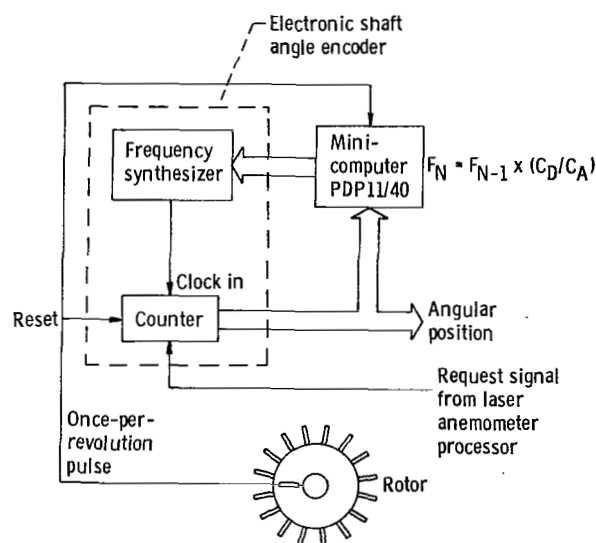 Electronic shaft
angle encoder
Frequency
synthesizer
Mini-
computer
PDP11/40
F_N = F_{N-1} x (C_D/C_A)
Clock in
Reset
Counter
Angular
position
Request signal
from laser
anemometer
processor
Once-per-
revolution
pulse
Rotor